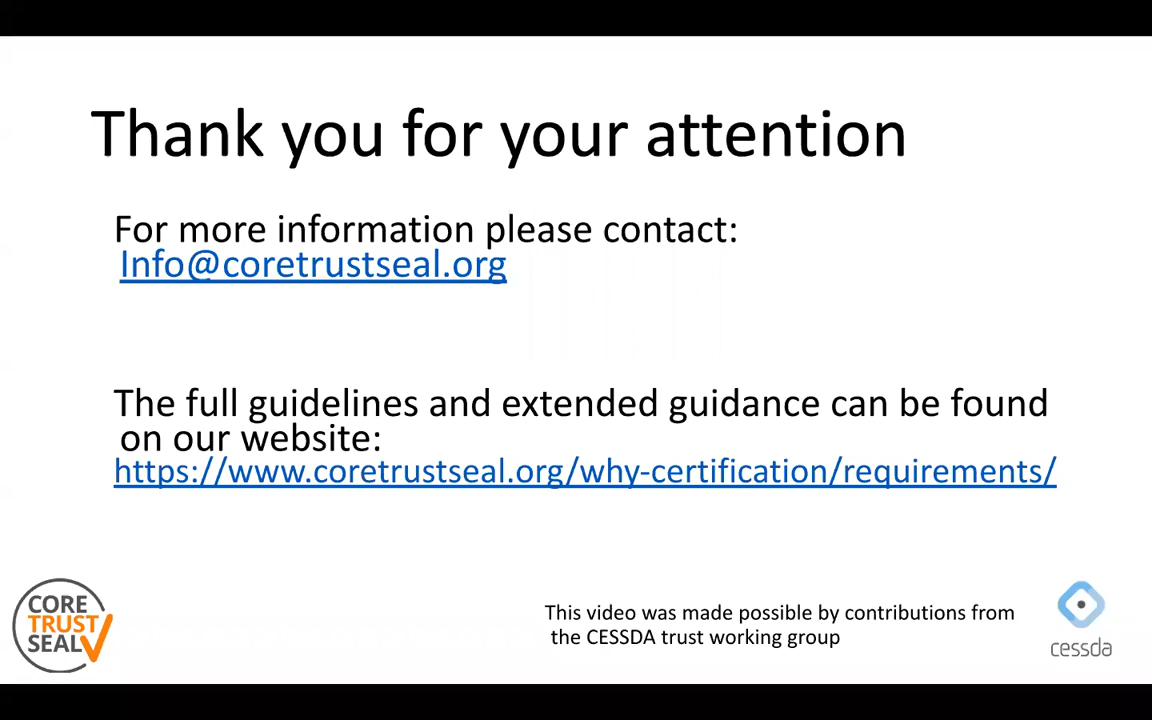 Thank you for your attention
For more information please contact:
Info@coretrustseal.org
The full guidelines and extended guidance can be found
on our website:
https://www.coretrustseal.org/why-certification/requirements/
CORE
TRUST
SEAL
This video was made possible by contributions from
the CESSDA trust working group
cessda